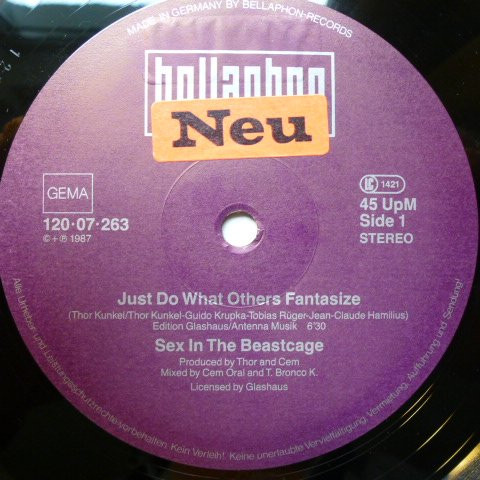 MADE IN GERMANY BY BELLAPHON-RECORDS
bellaphon
Neu
GEMA
LC 1421
120·07·263
45 UpM
Side 1
© + ℗ 1987
STEREO
Just Do What Others Fantasize
(Thor Kunkel/Thor Kunkel-Guido Krupka-Tobias Rüger-Jean-Claude Hamilius)
Edition Glashaus/Antenna Musik 6'30
Sex In The Beastcage
Produced by Thor and Cem
Mixed by Cem Oral and T. Bronco K.
Licensed by Glashaus
Alle Urheber- und Leistungsschutzrechte vorbehalten. Kein Verleih! Keine unerlaubte Vervielfältigung, Vermietung, Aufführung und Sendung!